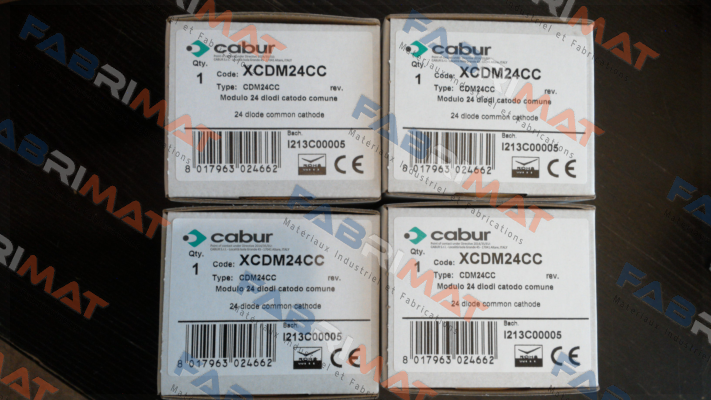 cabur
Qty.
1
Code: XCDM24CC
Type: CDM24CC rev.
Modulo 24 diodi catodo comune
24 diode common cathode
Bach.
I213C00005
8 017963 024662
CE
cabur
Qty.
1
Code: XCDM24CC
Type: CDM24CC rev.
Modulo 24 diodi catodo comune
24 diode common cathode
Bach.
I213C00005
8 017963 024662
CE
cabur
Qty.
1
Code: XCDM24CC
Type: CDM24CC rev.
Modulo 24 diodi catodo comune
24 diode common cathode
Bach.
I213C00005
8 017963 024662
CE
cabur
Qty.
1
Code: XCDM24CC
Type: CDM24CC rev.
Modulo 24 diodi catodo comune
24 diode common cathode
Bach.
I213C00005
8 017963 024662
CE
FABRIMAT
Materiaux Industriel et Fabrications